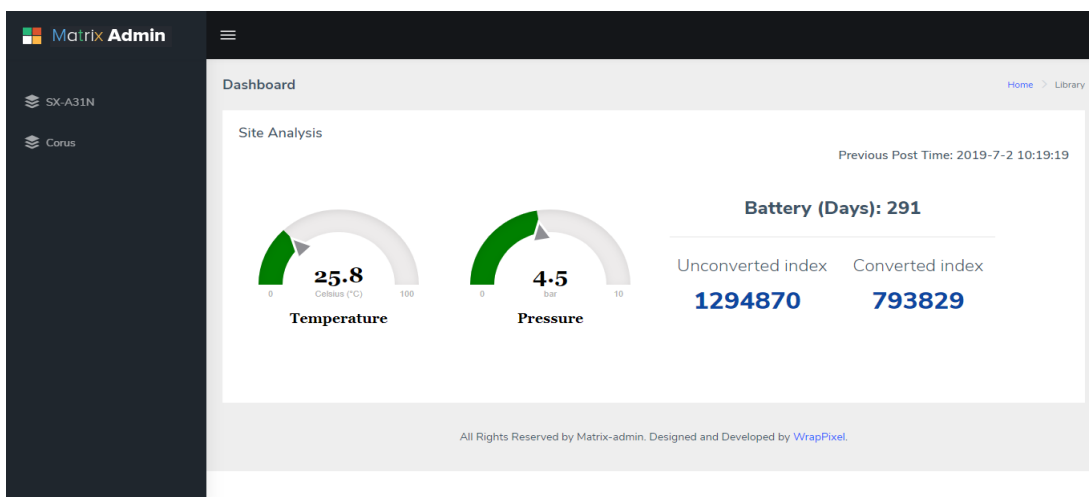 Matrix Admin
SX-A31N
Corus
Dashboard
Home > Library
Site Analysis
Previous Post Time: 2019-7-2 10:19:19
25.8
0 Celsius (°C) 100
Temperature
4.5
0 bar 10
Pressure
Battery (Days): 291
Unconverted index Converted index
1294870 793829
All Rights Reserved by Matrix-admin. Designed and Developed by WrapPixel.